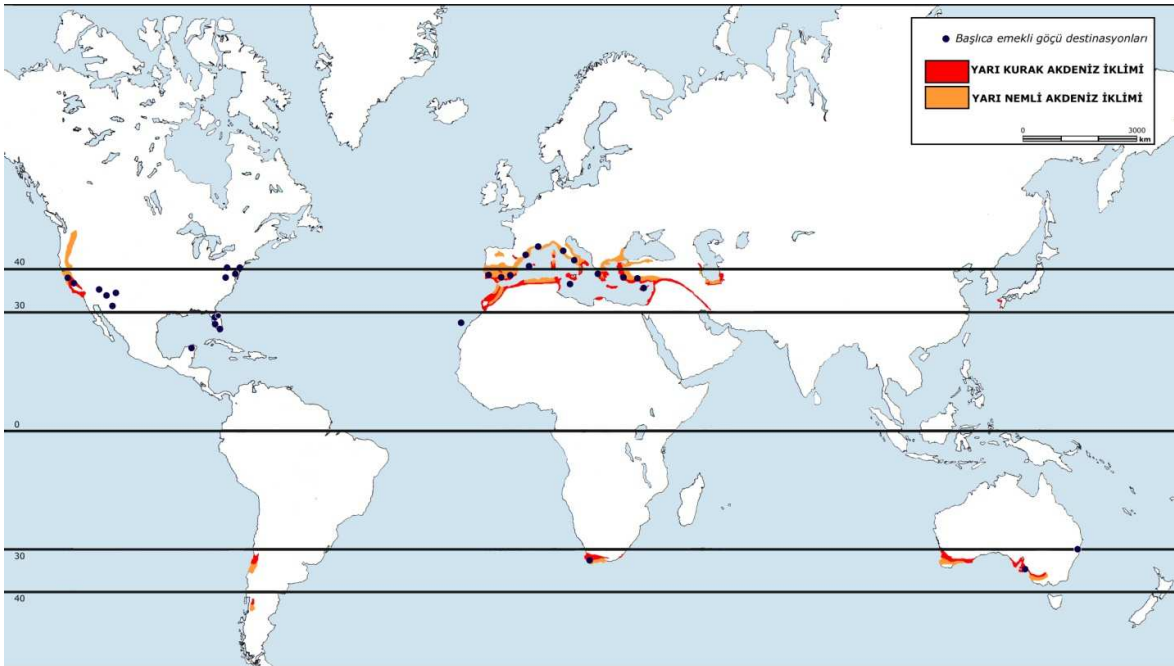 Başlıca emekli göçü destinasyonları
YARI KURAK AKDENİZ İKLİMİ
YARI NEMLİ AKDENİZ İKLİMİ
0 3000
km
40
30
0
30
40